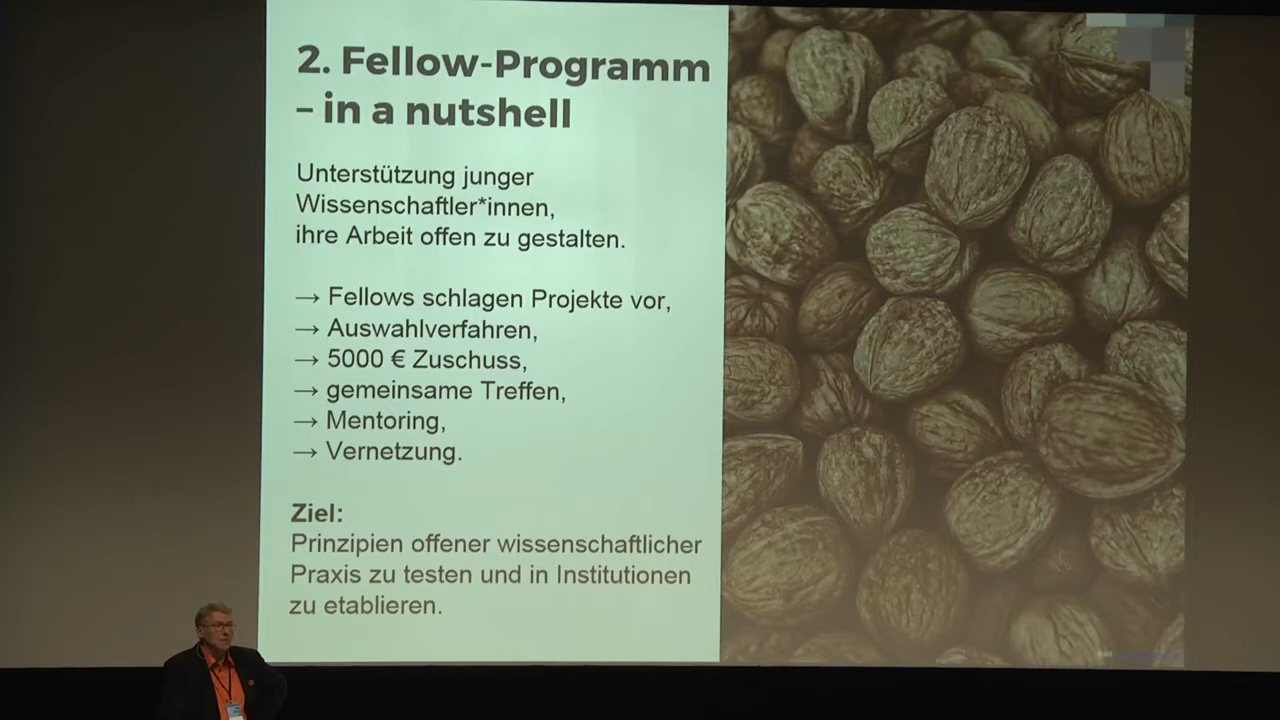 2. Fellow-Programm
– in a nutshell
Unterstützung junger
Wissenschaftler*innen,
ihre Arbeit offen zu gestalten.
→ Fellows schlagen Projekte vor,
→ Auswahlverfahren,
→ 5000 € Zuschuss,
→ gemeinsame Treffen,
→ Mentoring,
→ Vernetzung.
Ziel:
Prinzipien offener wissenschaftlicher
Praxis zu testen und in Institutionen
zu etablieren.